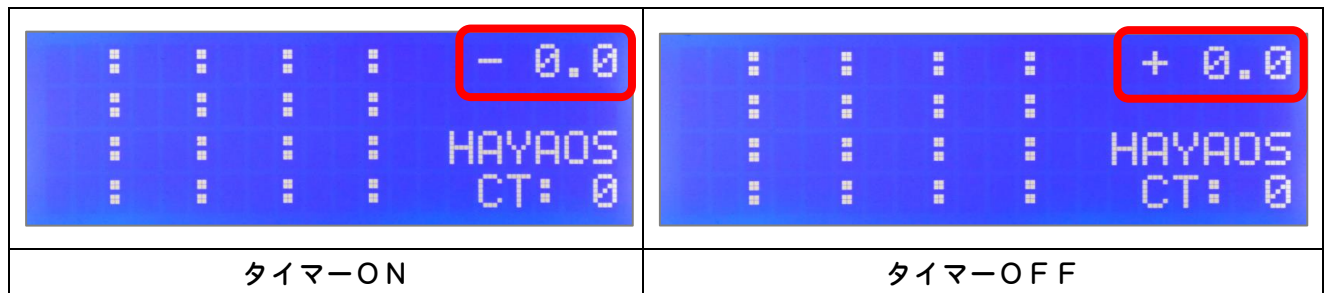 : : : : - 0.0
: : : :
: : : : HAYAOS
: : : : CT: 0
: : : : + 0.0
: : : :
: : : : HAYAOS
: : : : CT: 0
タイマーON
タイマーOFF